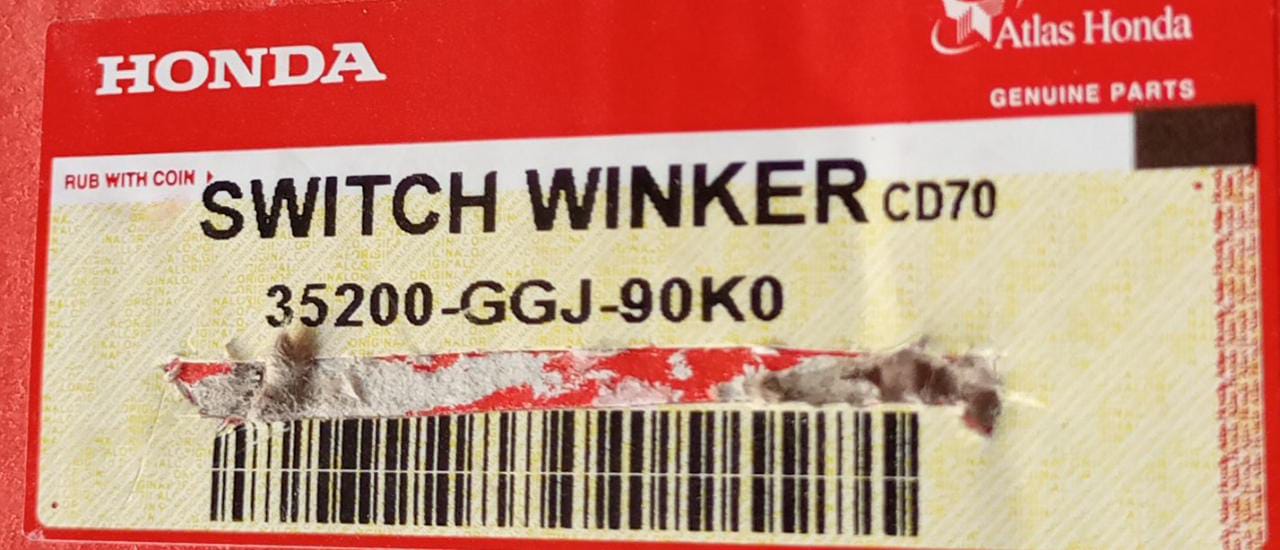 HONDA
Atlas Honda
GENUINE PARTS
RUB WITH COIN
SWITCH WINKER CD70
35200-GGJ-90K0